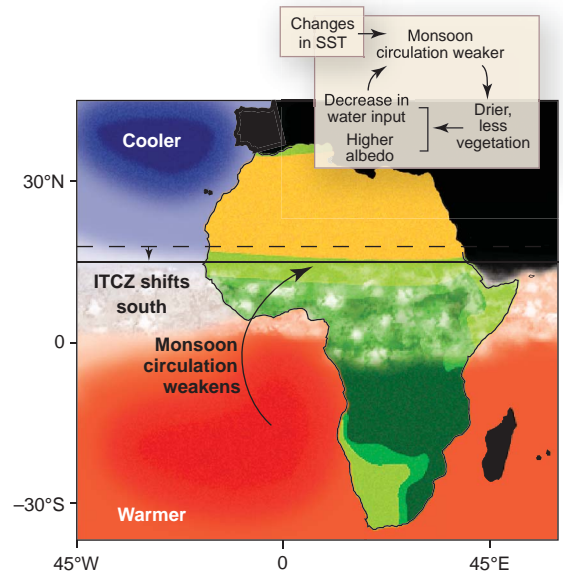 Changes
in SST
Monsoon
circulation weaker
Decrease in
water input
Higher
albedo
Drier,
less
vegetation
Cooler
30°N
ITCZ shifts
south
0
Monsoon
circulation
weakens
–30°S
Warmer
45°W
0
45°E